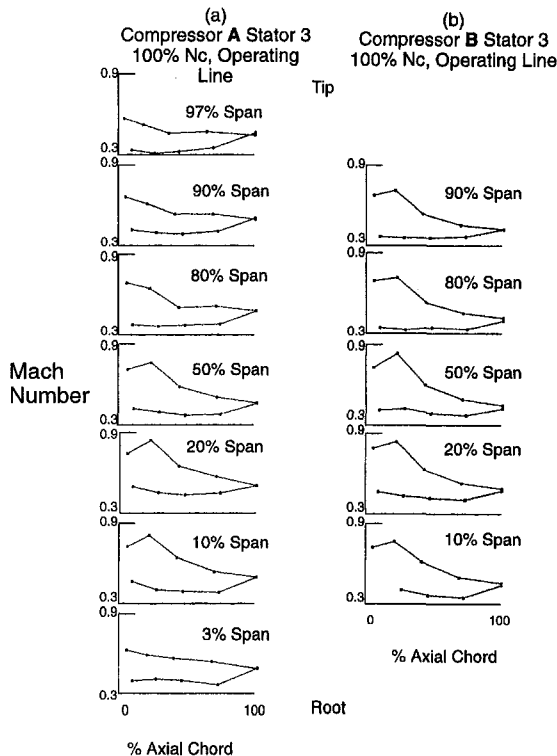 (a)
Compressor A Stator 3
100% Nc, Operating
Line
(b)
Compressor B Stator 3
100% Nc, Operating Line
Tip
0.9
97% Span
0.3
0.9
90% Span
0.3
0.9
80% Span
0.3
0.9
50% Span
0.3
0.9
20% Span
0.3
0.9
10% Span
0.3
0.9
3% Span
0.3
0
100
% Axial Chord
Mach
Number
0.9
90% Span
0.3
0.9
80% Span
0.3
0.9
50% Span
0.3
0.9
20% Span
0.3
0.9
10% Span
0.3
0
100
% Axial Chord
Root